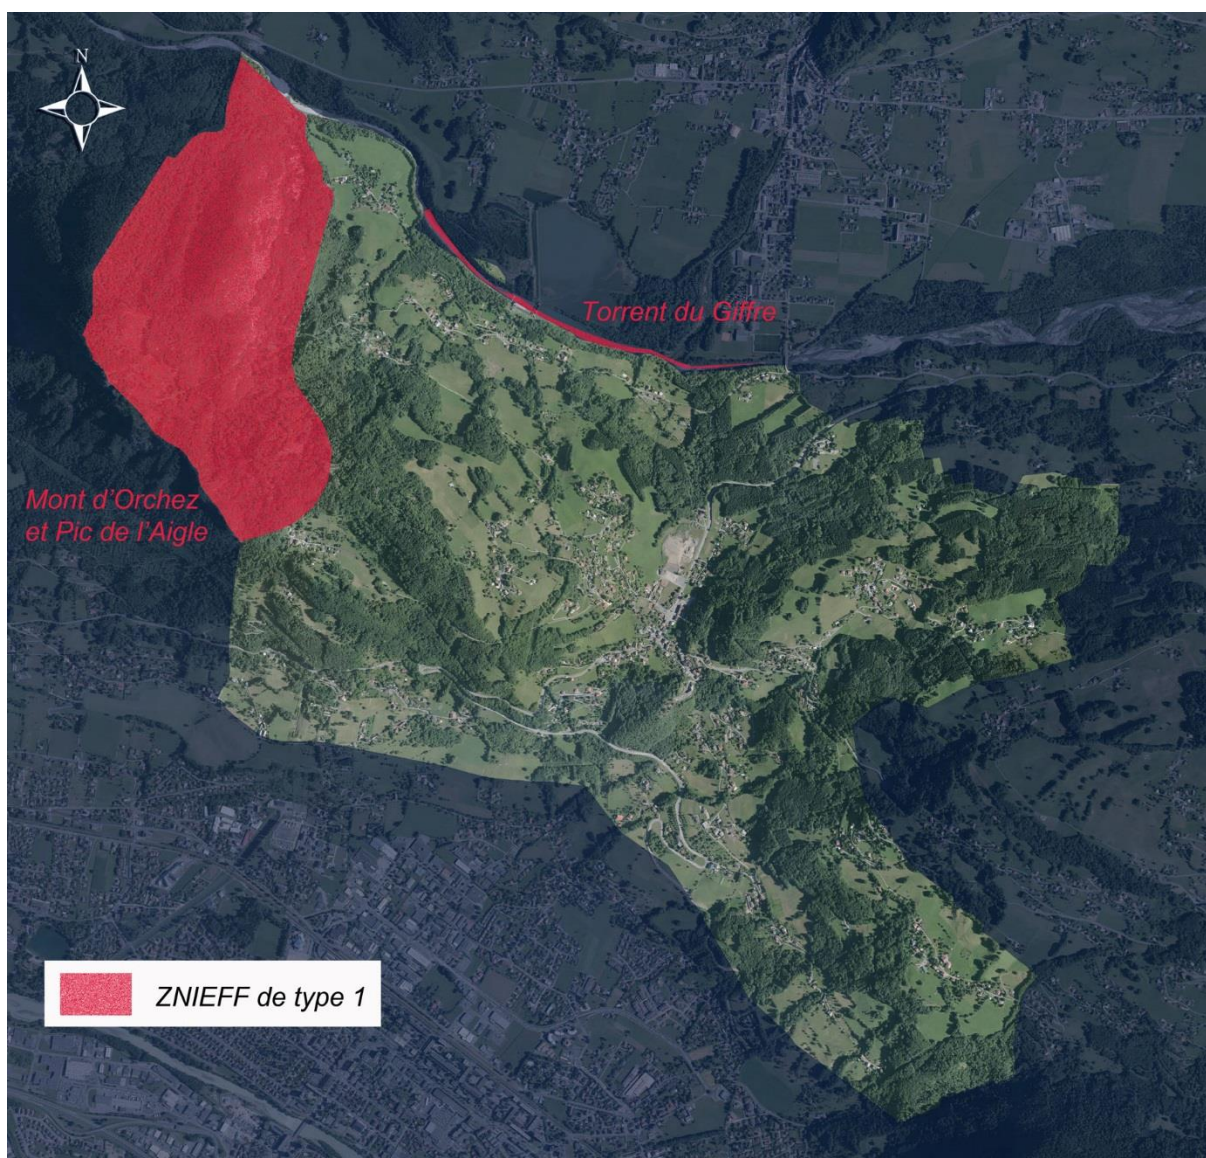 N
Torrent du Giffre
Mont d'Orchez
et Pic de l'Aigle
ZNIEFF de type 1